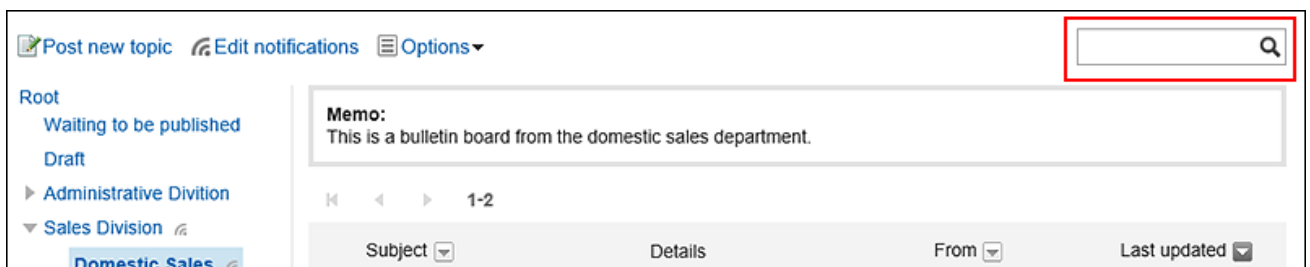 Post new topic Edit notifications Options
Root
Waiting to be published
Draft
Administrative Divition
Sales Division
Domestic Sales
Memo:
This is a bulletin board from the domestic sales department.
1-2
Subject Details From Last updated